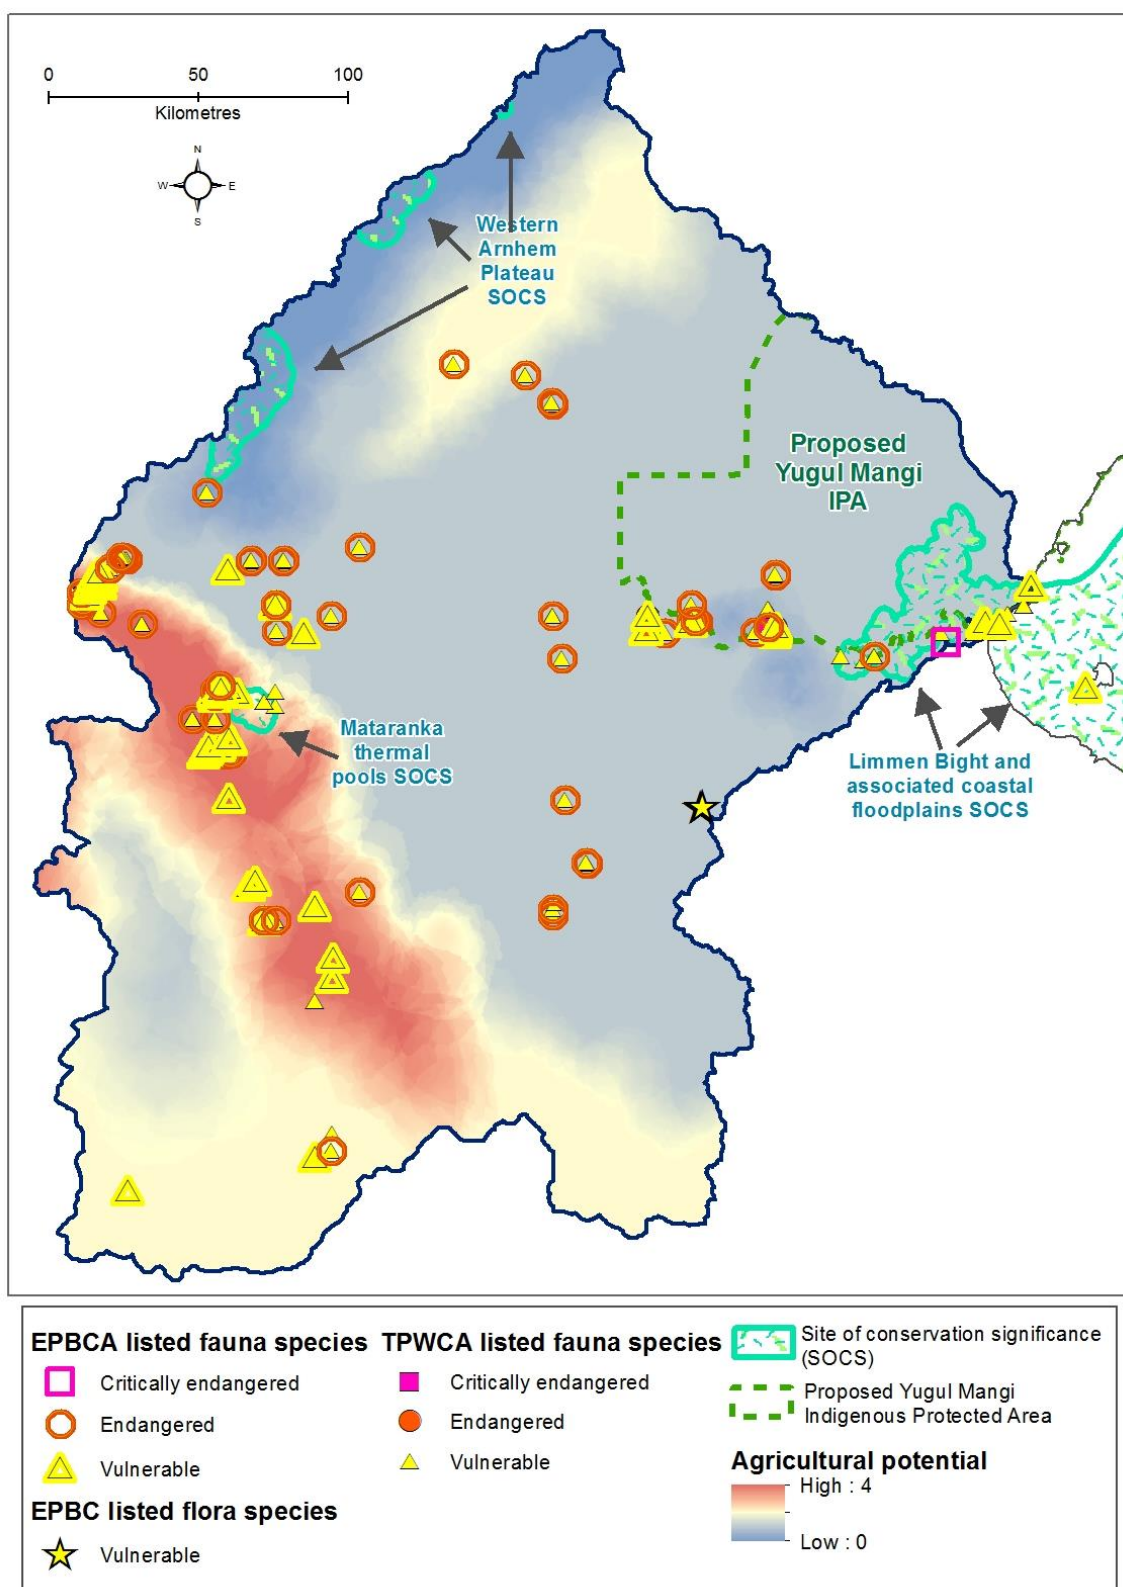 0 50 100
Kilometres
N
W E
S
Western
Arnhem
Plateau
SOCS
Proposed
Yugul Mangi
IPA
Mataranka
thermal
pools SOCS
Limmen Bight and
associated coastal
floodplains SOCS
EPBCA listed fauna species
Critically endangered
Endangered
Vulnerable
EPBC listed flora species
Vulnerable
TPWCA listed fauna species
Critically endangered
Endangered
Vulnerable
Site of conservation significance
(SOCS)
Proposed Yugul Mangi
Indigenous Protected Area
Agricultural potential
High : 4
Low : 0